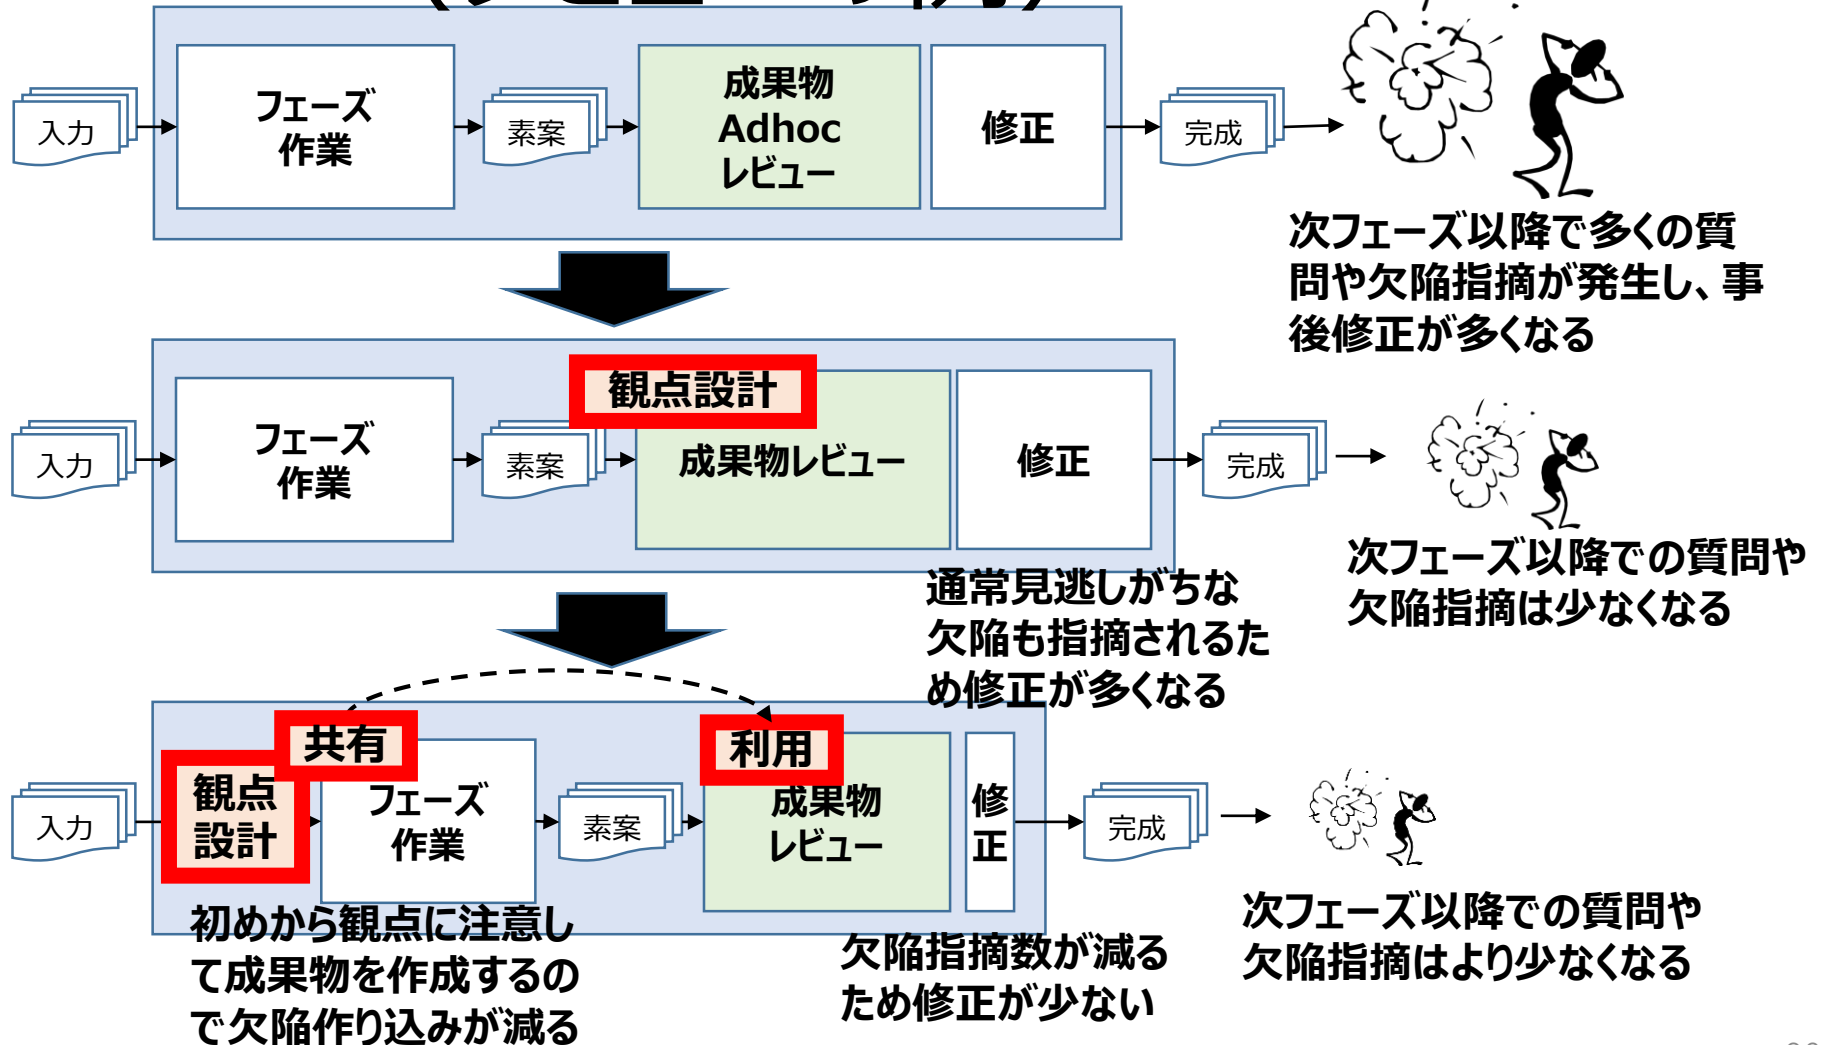 入力
フェーズ
作業
素案
成果物
Adhoc
レビュー
修正
完成
次フェーズ以降で多くの質
問や欠陥指摘が発生し、事
後修正が多くなる
観点設計
入力
フェーズ
作業
素案
成果物レビュー
修正
完成
次フェーズ以降での質問や
欠陥指摘は少なくなる
通常見逃しがちな
欠陥も指摘されるた
め修正が多くなる
共有
利用
入力
観点
設計
フェーズ
作業
素案
成果物
レビュー
修
正
完成
初めから観点に注意し
て成果物を作成するの
で欠陥作り込みが減る
欠陥指摘数が減る
ため修正が少ない
次フェーズ以降での質問や
欠陥指摘はより少なくなる